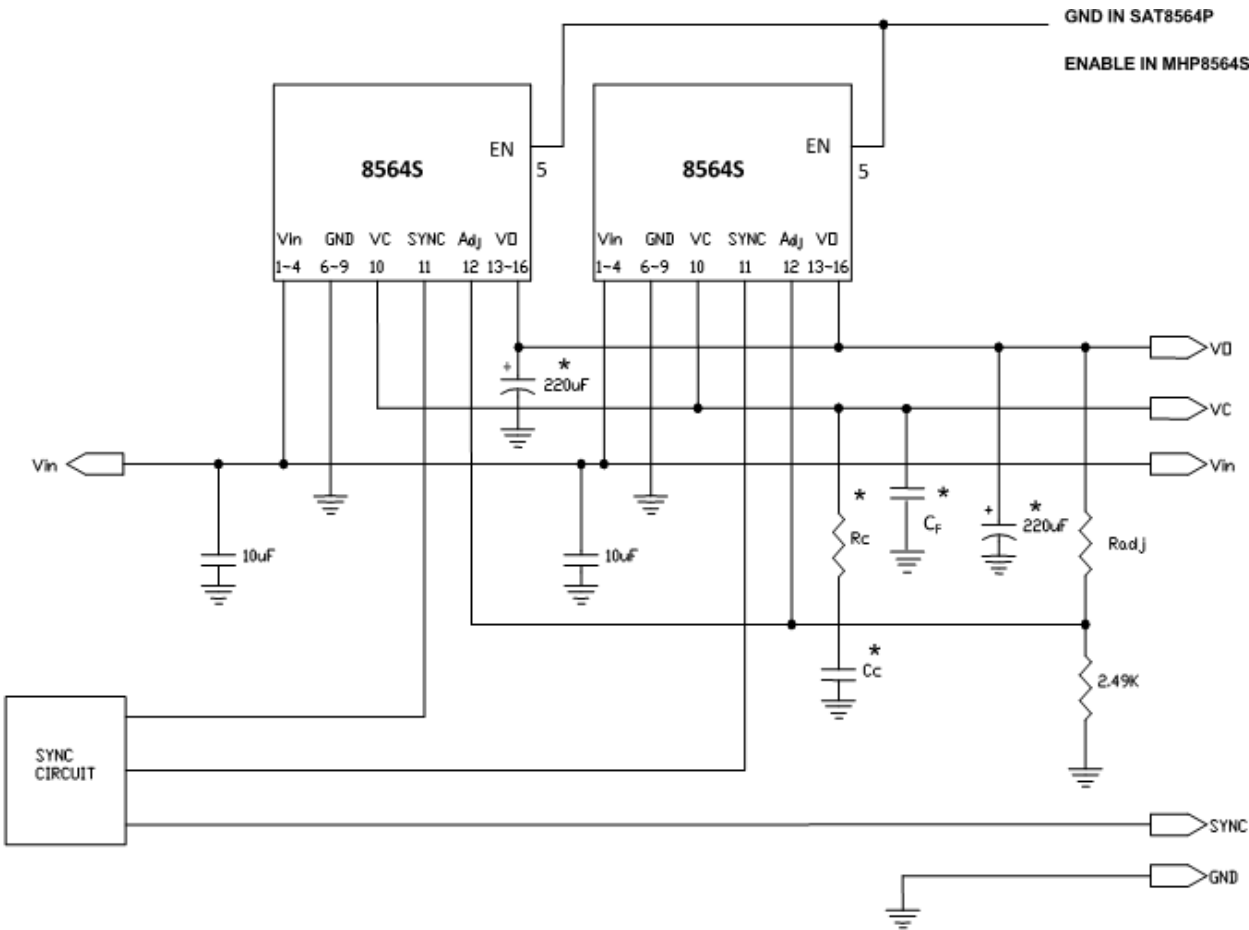 GND IN SAT8564P
ENABLE IN MHP8564S
EN
8564S
5
VIn GND VC SYNC Adj VO
1~4 6~9 10 11 12 13~16
EN
8564S
5
VIn GND VC SYNC Adj VO
1~4 6~9 10 11 12 13~16
VO
+ *
220uF
VC
Vin
Vin
*
Rc
*
CF
+ *
220uF
Radj
10uF
10uF
*
Cc
2.49K
SYNC
CIRCUIT
SYNC
GND